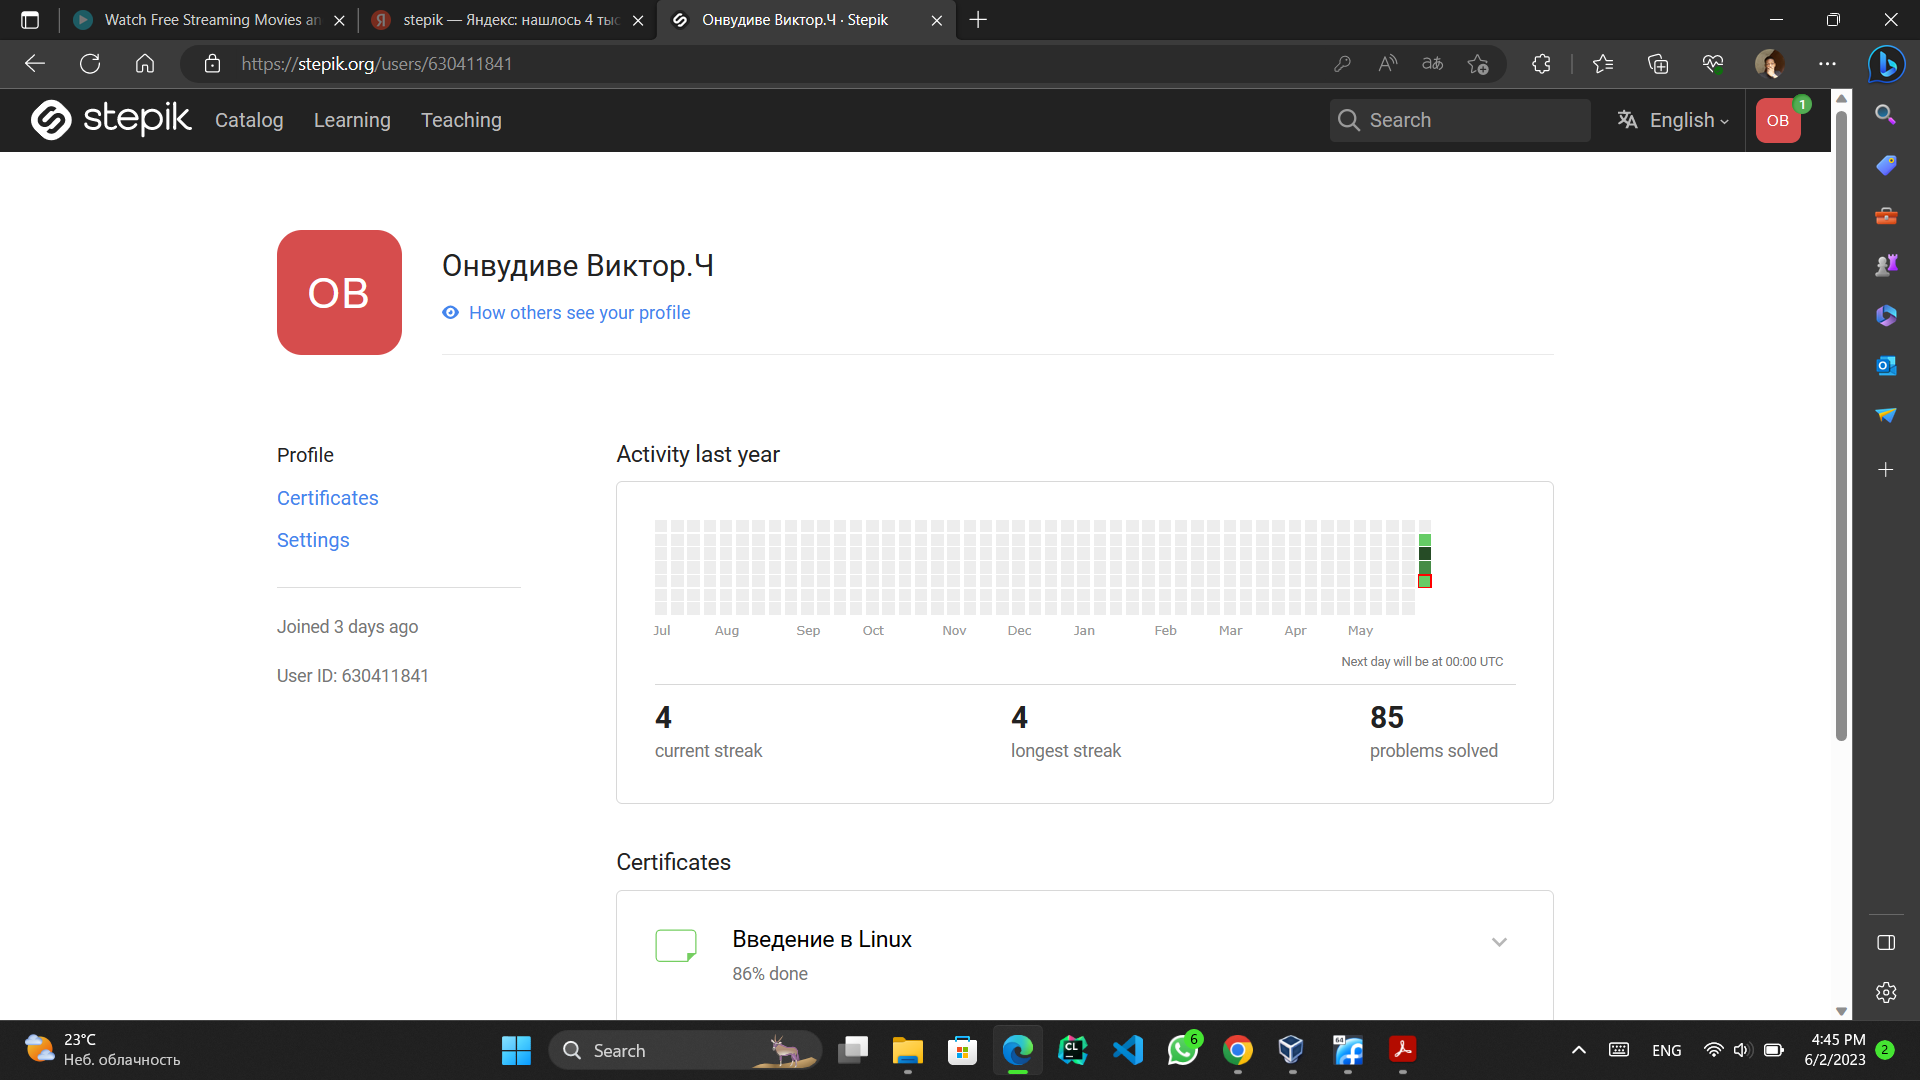 Watch Free Streaming Movies an
stepik — Яндекс: нашлось 4 тыс
Онвудиве Виктор.Ч · Stepik
https://stepik.org/users/630411841
stepik
Catalog
Learning
Teaching
Search
English
OB
1
OB
Онвудиве Виктор.Ч
How others see your profile
Profile
Certificates
Settings
Joined 3 days ago
User ID: 630411841
Activity last year
Jul Aug Sep Oct Nov Dec Jan Feb Mar Apr May
Next day will be at 00:00 UTC
4
current streak
4
longest streak
85
problems solved
Certificates
Введение в Linux
86% done
23°C
Неб. облачность
Search
CL
6
64
ENG
4:45 PM
6/2/2023
2